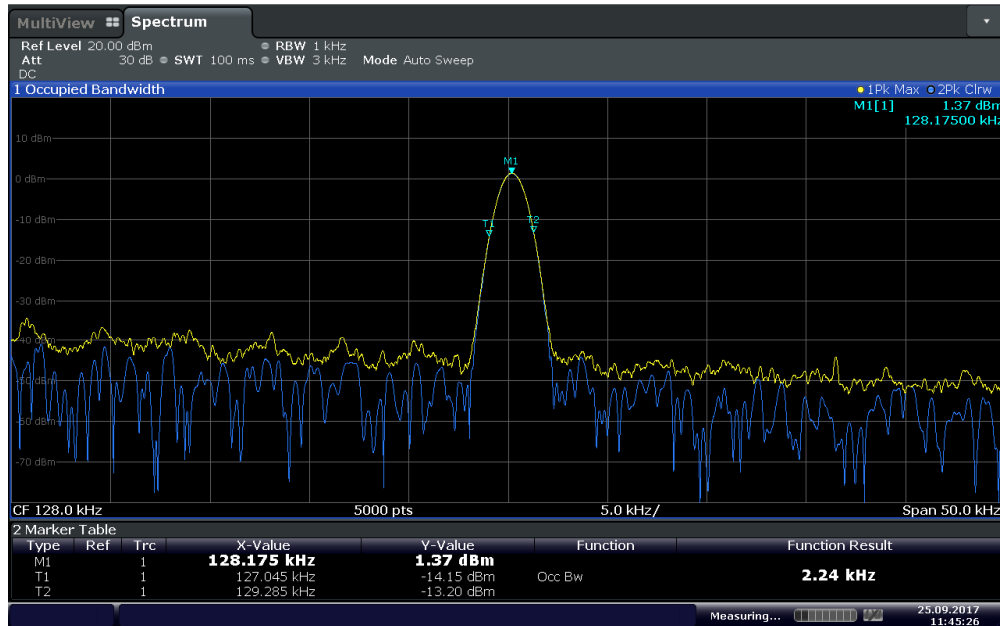 MultiView Spectrum
Ref Level 20.00 dBm RBW 1 kHz
Att 30 dB SWT 100 ms VBW 3 kHz Mode Auto Sweep
DC
1 Occupied Bandwidth 1Pk Max 2Pk Clrw
M1[1] 1.37 dBm
128.17500 kHz
10 dBm
M1
0 dBm
-10 dBm
T1 T2
-20 dBm
-30 dBm
-40 dBm
-50 dBm
-60 dBm
-70 dBm
CF 128.0 kHz 5000 pts 5.0 kHz/ Span 50.0 kHz
2 Marker Table
Type Ref Trc X-Value Y-Value Function Function Result
M1 1 128.175 kHz 1.37 dBm
T1 1 127.045 kHz -14.15 dBm Occ Bw 2.24 kHz
T2 1 129.285 kHz -13.20 dBm
Measuring... 25.09.2017
11:45:26